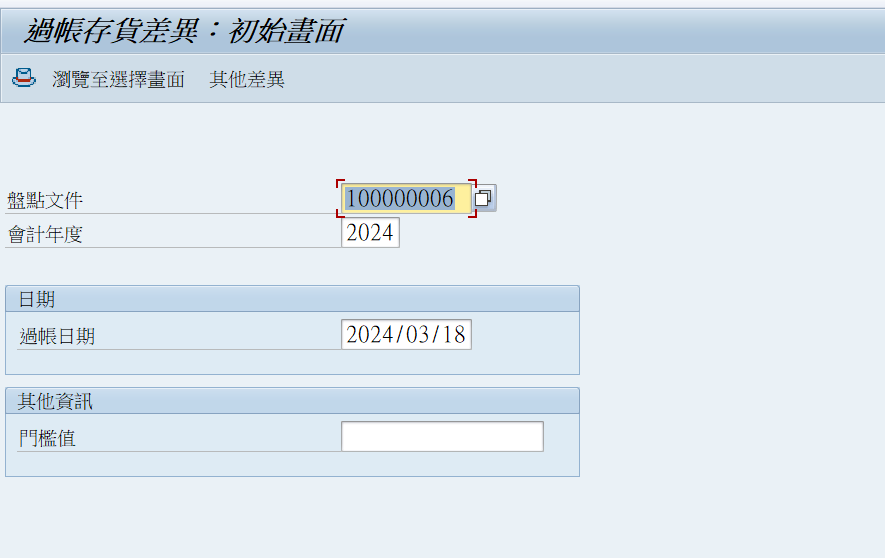 過帳存貨差異：初始畫面
瀏覽至選擇畫面 其他差異
盤點文件 100000006
會計年度 2024
日期
過帳日期 2024/03/18
其他資訊
門檻值